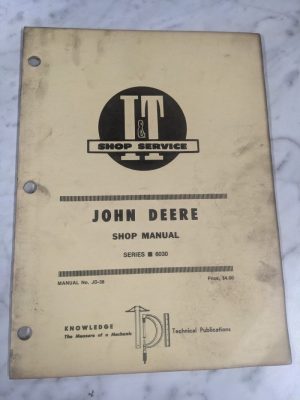 I&T
SHOP SERVICE
JOHN DEERE
SHOP MANUAL
SERIES ■ 6030
MANUAL No. JD-38 Price, $4.00
KNOWLEDGE
The Measure of a Mechanic
Technical Publications